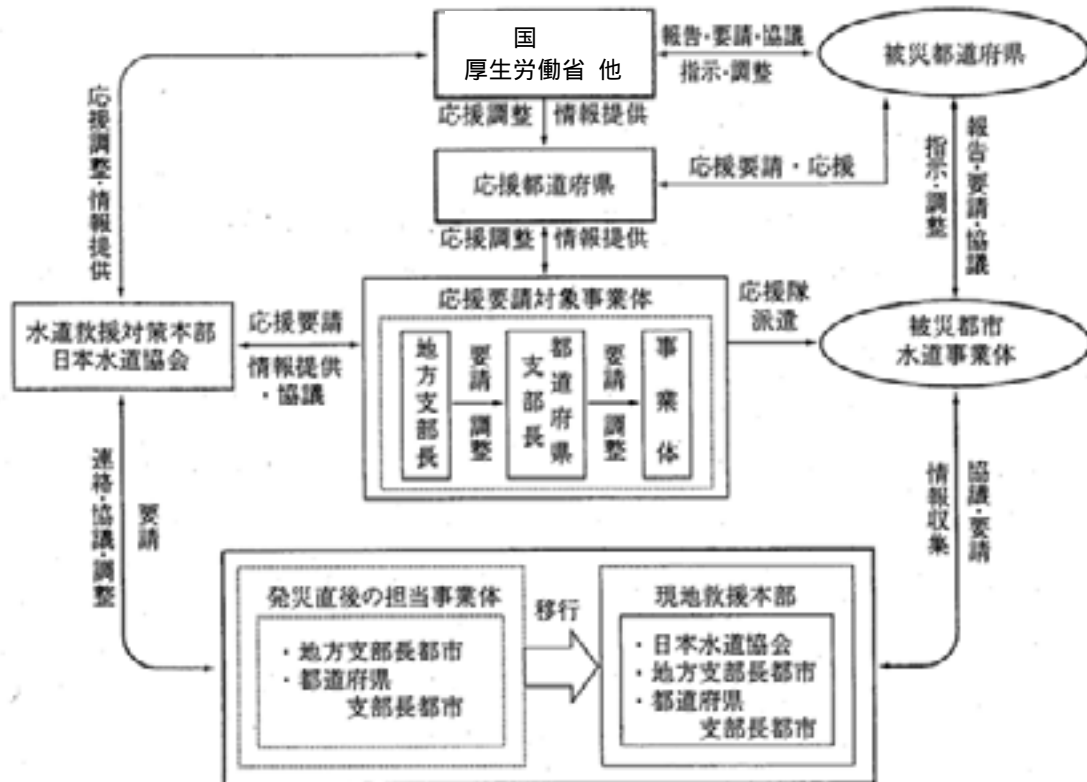 国
厚生労働省 他
報告・要請・協議
指示・調整
被災都道府県
応援調整
情報提供
応援都道府県
応援要請・応援
応援調整・情報提供
指示・調整
報告・要請・協議
応援調整
情報提供
応援要請対象事業体
地方支部長
要請
調整
都道府県
支部長
要請
調整
事業体
応援隊
派遣
被災都市
水道事業体
水道救援対策本部
日本水道協会
応援要請
情報提供
・協議
連絡・協議・調整
要請
情報収集
協議・要請
発災直後の担当事業体
・地方支部長都市
・都道府県
支部長都市
移行
現地救援本部
・日本水道協会
・地方支部長都市
・都道府県
支部長都市